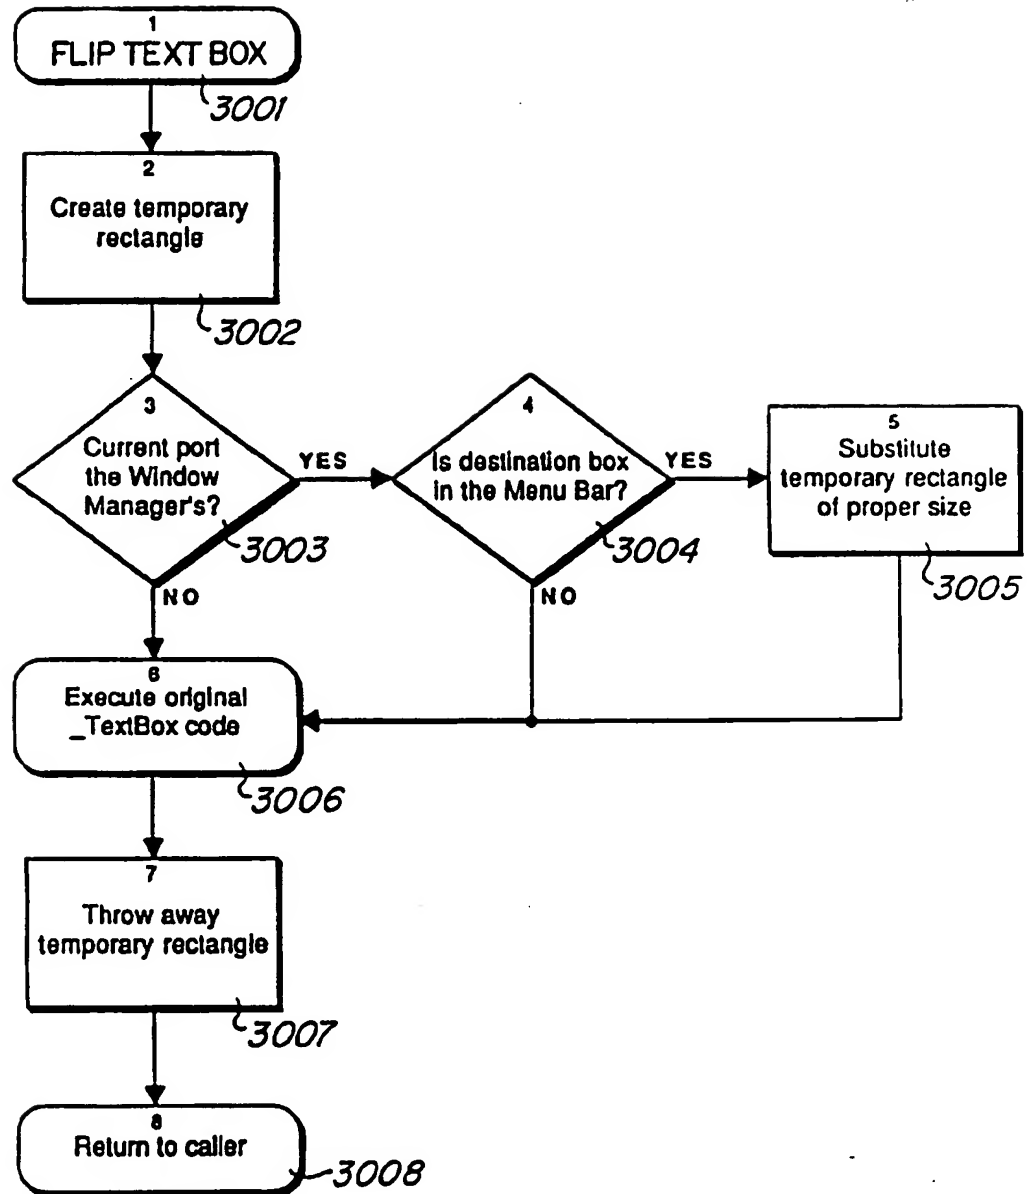 1
FLIP TEXT BOX
3001
2
Create temporary
rectangle
3002
3
Current port
the Window
Manager's?
YES
3003
NO
4
Is destination box
in the Menu Bar?
YES
3004
NO
5
Substitute
temporary rectangle
of proper size
3005
6
Execute original
_TextBox code
3006
7
Throw away
temporary rectangle
3007
8
Return to caller
3008